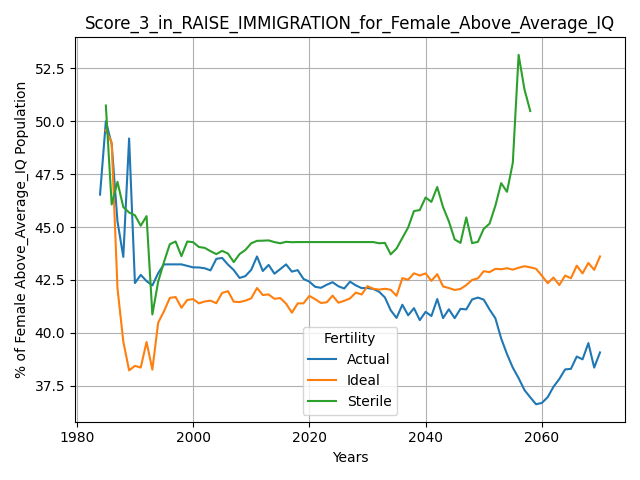 Score_3_in_RAISE_IMMIGRATION_for_Female_Above_Average_IQ
% of Female Above_Average_IQ Population
52.5
50.0
47.5
45.0
42.5
40.0
37.5
Fertility
Actual
Ideal
Sterile
1980
2000
2020
2040
2060
Years